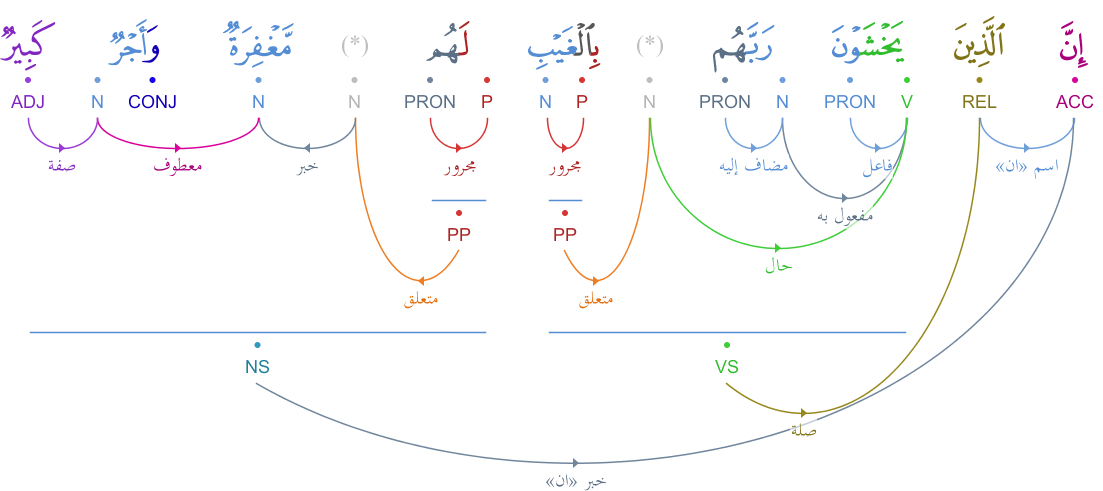 إِنَّ ٱلَّذِينَ يَخْشَوْنَ رَبَّهُم (*) بِٱلْغَيْبِ لَهُم (*) مَّغْفِرَةٌ وَأَجْرٌ كَبِيرٌ
ACC REL V PRON N PRON N P N P PRON N N CONJ N ADJ
اسم «ان» فاعل مضاف إليه مجرور مجرور خبر معطوف صفة
مفعول به
PP PP
حال
متعلق متعلق
VS NS
صلة
خبر «ان»